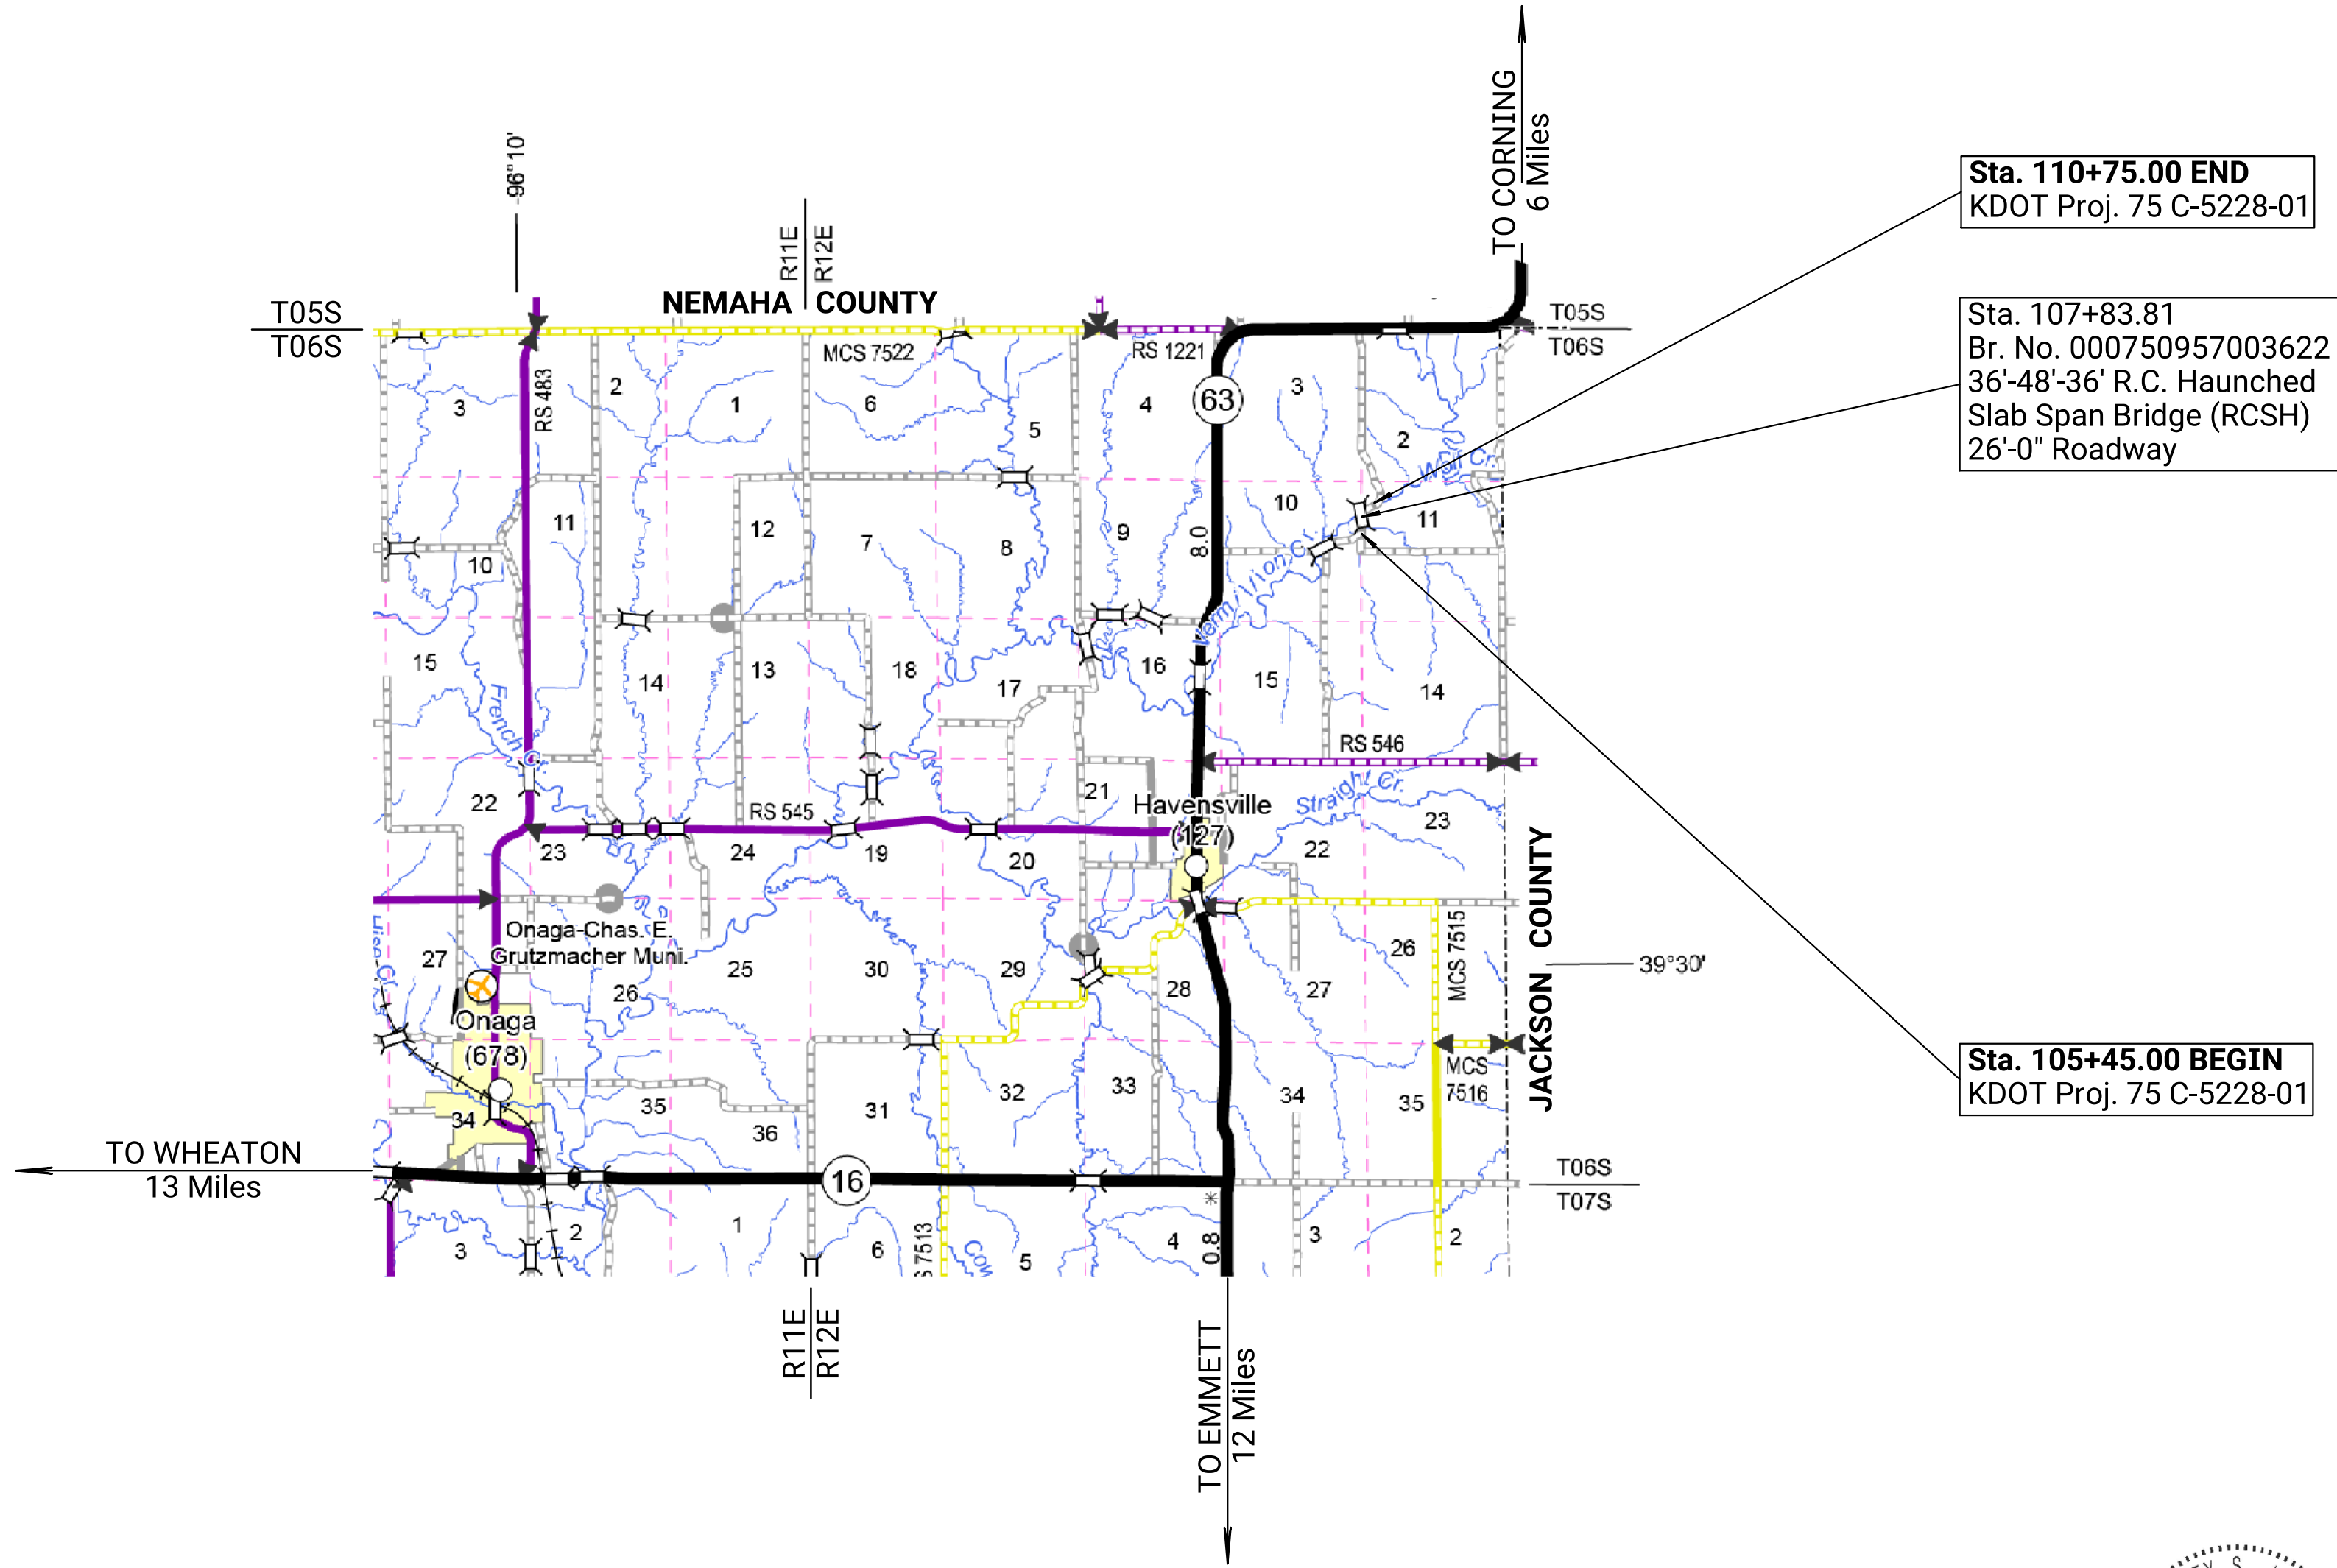 TO CORNING
6 Miles
-96°10'
R11E
R12E
NEMAHA COUNTY
T05S
T06S
T05S
T06S
Sta. 110+75.00 END
KDOT Proj. 75 C-5228-01
Sta. 107+83.81
Br. No. 000750957003622
36'-48'-36' R.C. Haunched
Slab Span Bridge (RCSH)
26'-0" Roadway
MCS 7522
RS 1221
RS 483
63
3
2
1
6
5
4
3
2
Wolf Cr.
11
12
7
8
9
8.0
10
11
10
Vermillion Cr.
15
14
13
18
17
16
15
14
French C.
RS 546
22
RS 545
21
Havensville
(127)
Straight Cr.
23
23
24
19
20
22
Onaga-Chas. E.
Grutzmacher Muni.
27
26
25
30
29
28
27
26
MCS 7515
JACKSON COUNTY
39°30'
Onaga
(678)
34
35
36
31
32
33
34
35
MCS
7516
Sta. 105+45.00 BEGIN
KDOT Proj. 75 C-5228-01
TO WHEATON
13 Miles
16
T06S
T07S
3
2
1
6
S 7513
5
4
*
0.8
3
2
R11E
R12E
TO EMMETT
12 Miles